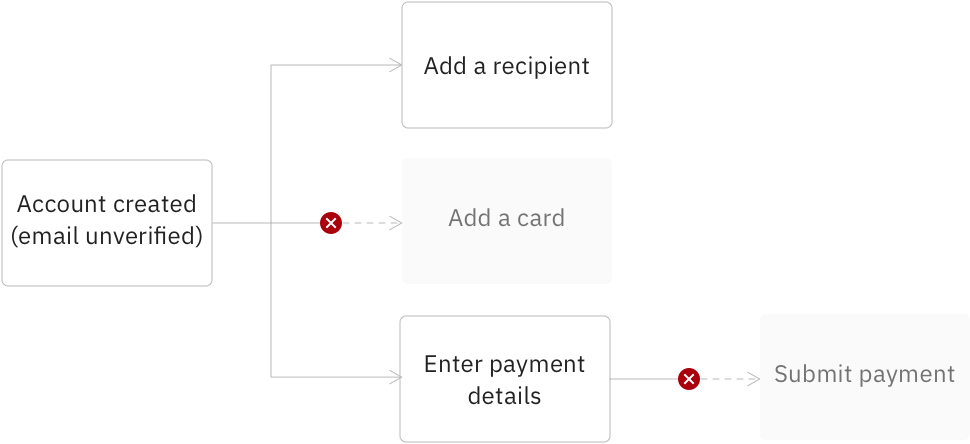 Add a recipient
Account created
(email unverified)
Add a card
Enter payment
details
Submit payment